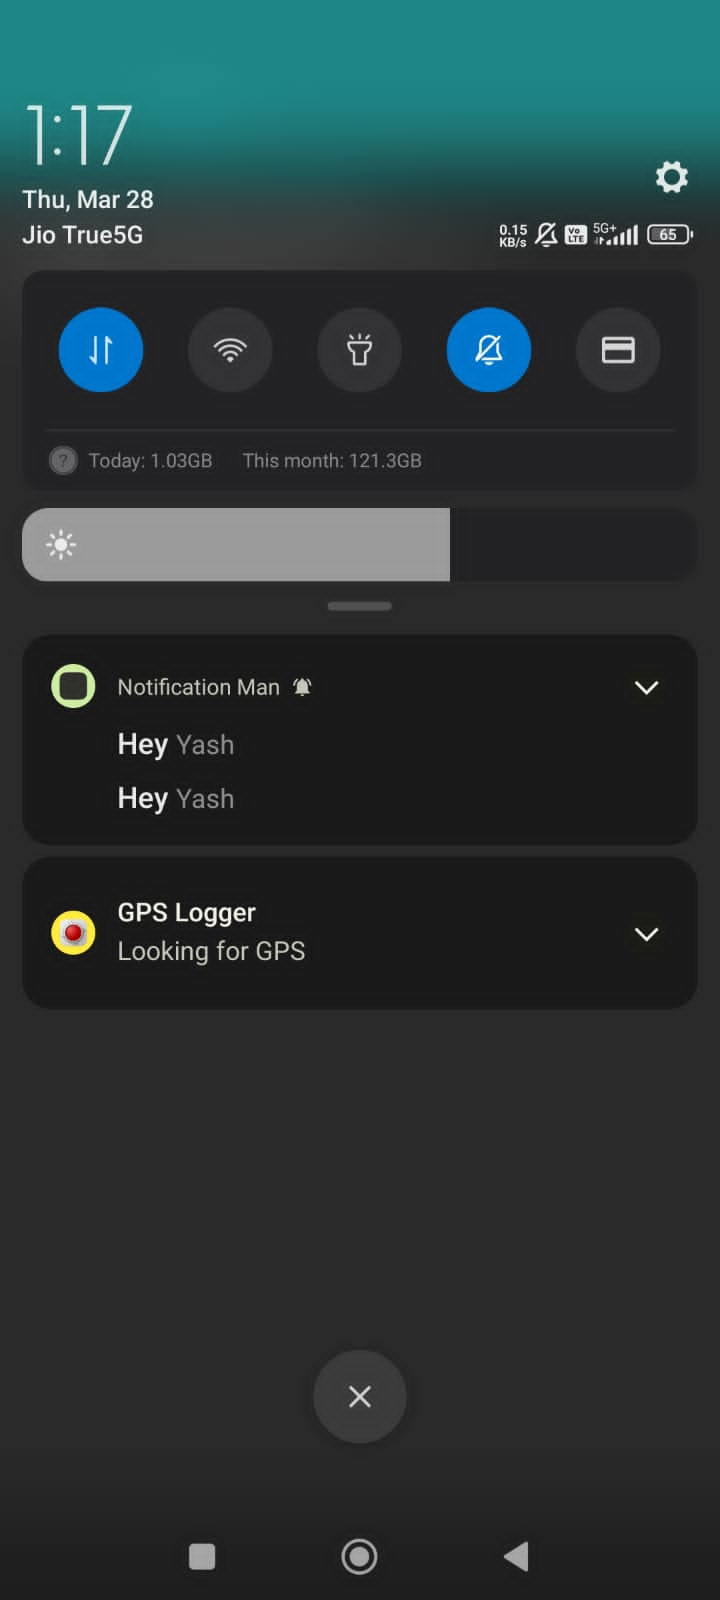 1:17
Thu, Mar 28
Jio True5G
0.15
KB/s
Vo
LTE
5G+
65
? Today: 1.03GB This month: 121.3GB
Notification Man
Hey Yash
Hey Yash
GPS Logger
Looking for GPS